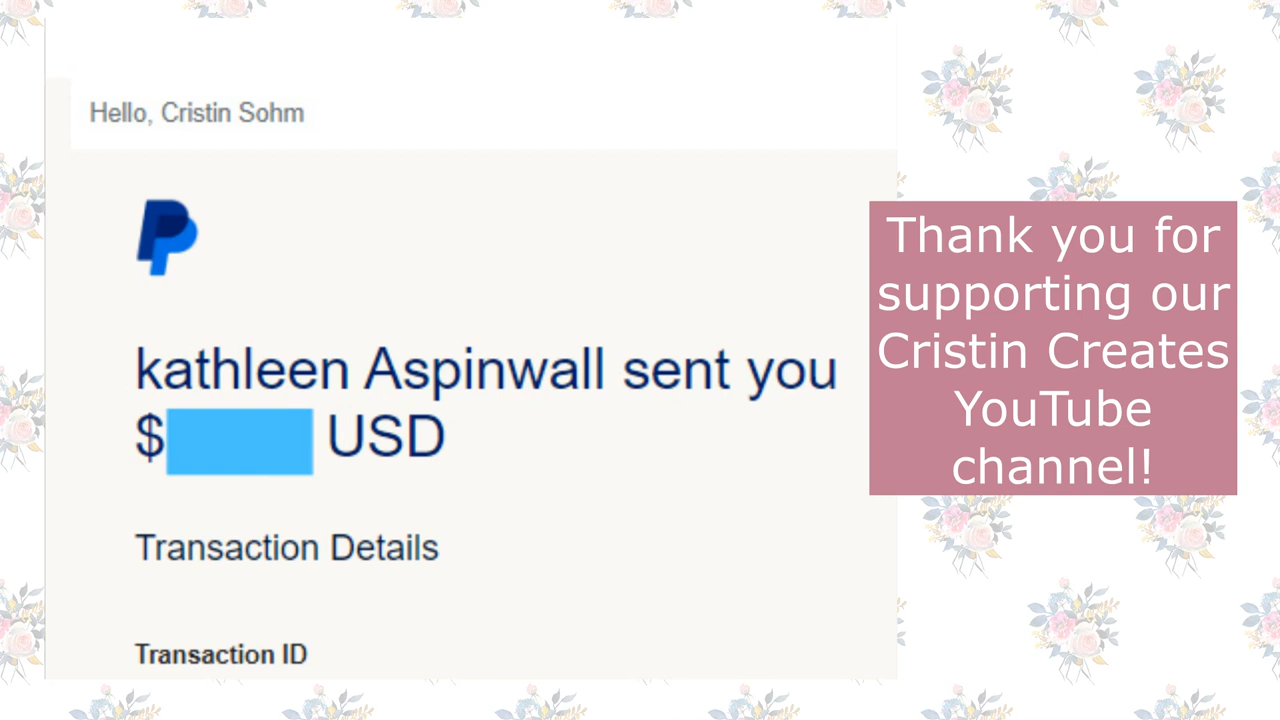 Hello, Cristin Sohm
kathleen Aspinwall sent you
$ USD
Transaction Details
Transaction ID
Thank you for
supporting our
Cristin Creates
YouTube
channel!